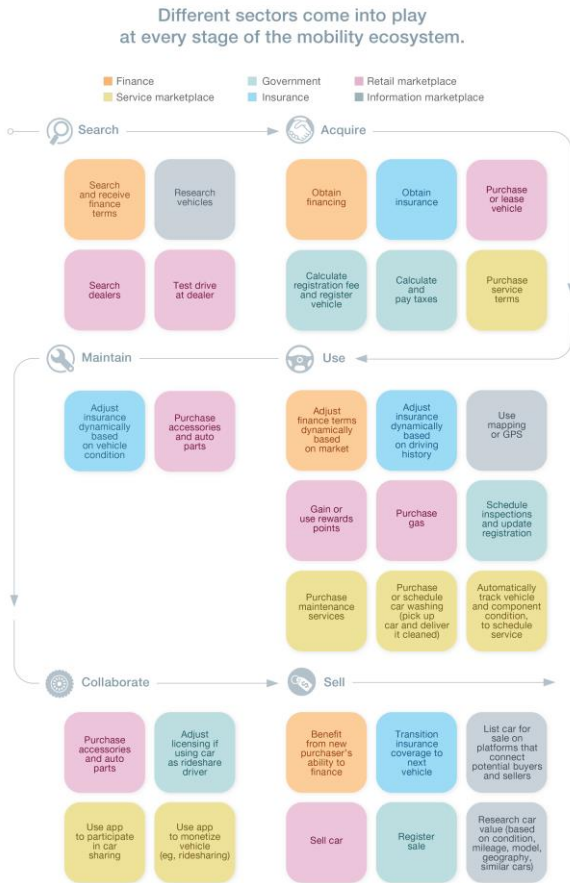 Different sectors come into play
at every stage of the mobility ecosystem.
Finance
Government
Retail marketplace
Service marketplace
Insurance
Information marketplace
Search
Acquire
Search
and receive
finance
terms
Research
vehicles
Obtain
financing
Obtain
insurance
Purchase
or lease
vehicle
Search
dealers
Test drive
at dealer
Calculate
registration fee
and register
vehicle
Calculate
and
pay taxes
Purchase
service
terms
Maintain
Use
Adjust
insurance
dynamically
based
on vehicle
condition
Purchase
accessories
and auto
parts
Adjust
finance terms
dynamically
based
on market
Adjust
insurance
dynamically
based
on driving
history
Use
mapping
or GPS
Gain or
use rewards
points
Purchase
gas
Schedule
inspections
and update
registration
Purchase
maintenance
services
Purchase
or schedule
car washing
(pick up
car and deliver
it cleaned)
Automatically
track vehicle
and component
condition,
to schedule
service
Collaborate
Sell
Purchase
accessories
and auto
parts
Adjust
licensing if
using car
as rideshare
driver
Benefit
from new
purchaser's
ability to
finance
Transition
insurance
coverage to
next
vehicle
List car for
sale on
platforms that
connect
potential buyers
and sellers
Use app
to participate
in car
sharing
Use app
to monetize
vehicle
(eg, ridesharing)
Sell car
Register
sale
Research car
value (based
on condition,
mileage, model,
geography,
similar cars)